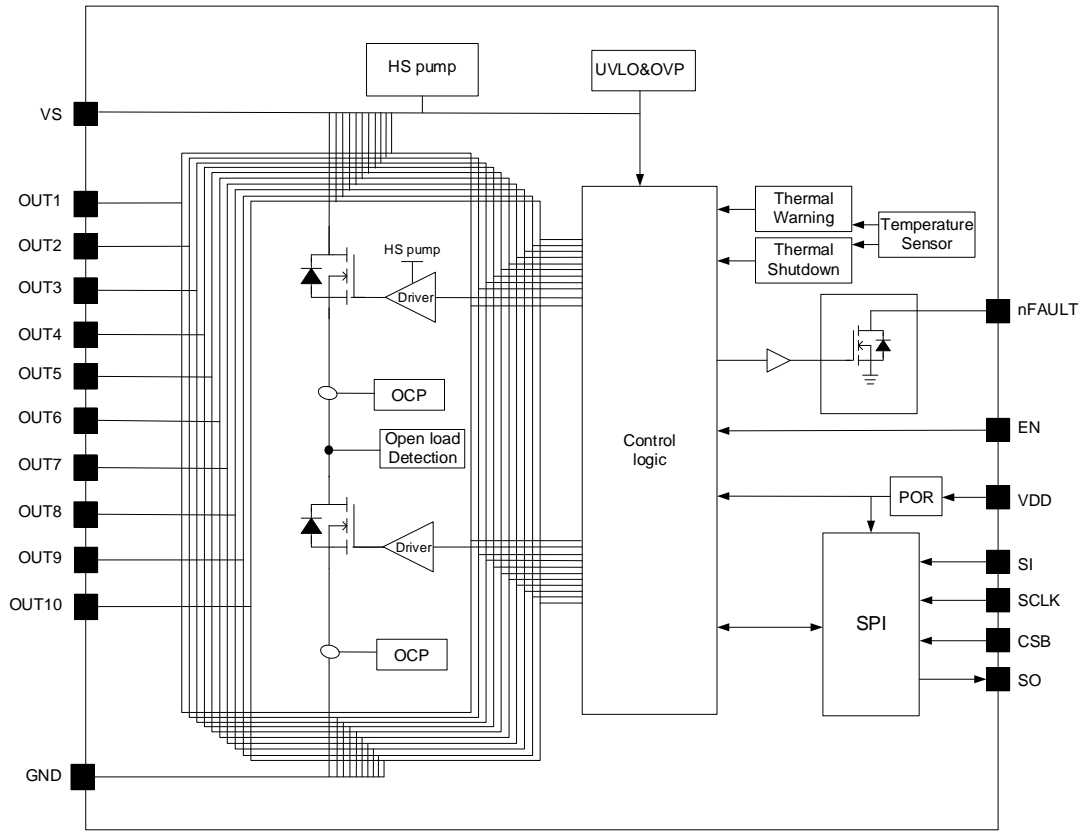 HS pump
UVLO&OVP
VS
OUT1
OUT2
OUT3
OUT4
OUT5
OUT6
OUT7
OUT8
OUT9
OUT10
GND
HS pump
Driver
OCP
Open load
Detection
Driver
OCP
Control
logic
Thermal
Warning
Thermal
Shutdown
Temperature
Sensor
nFAULT
EN
POR
VDD
SPI
SI
SCLK
CSB
SO